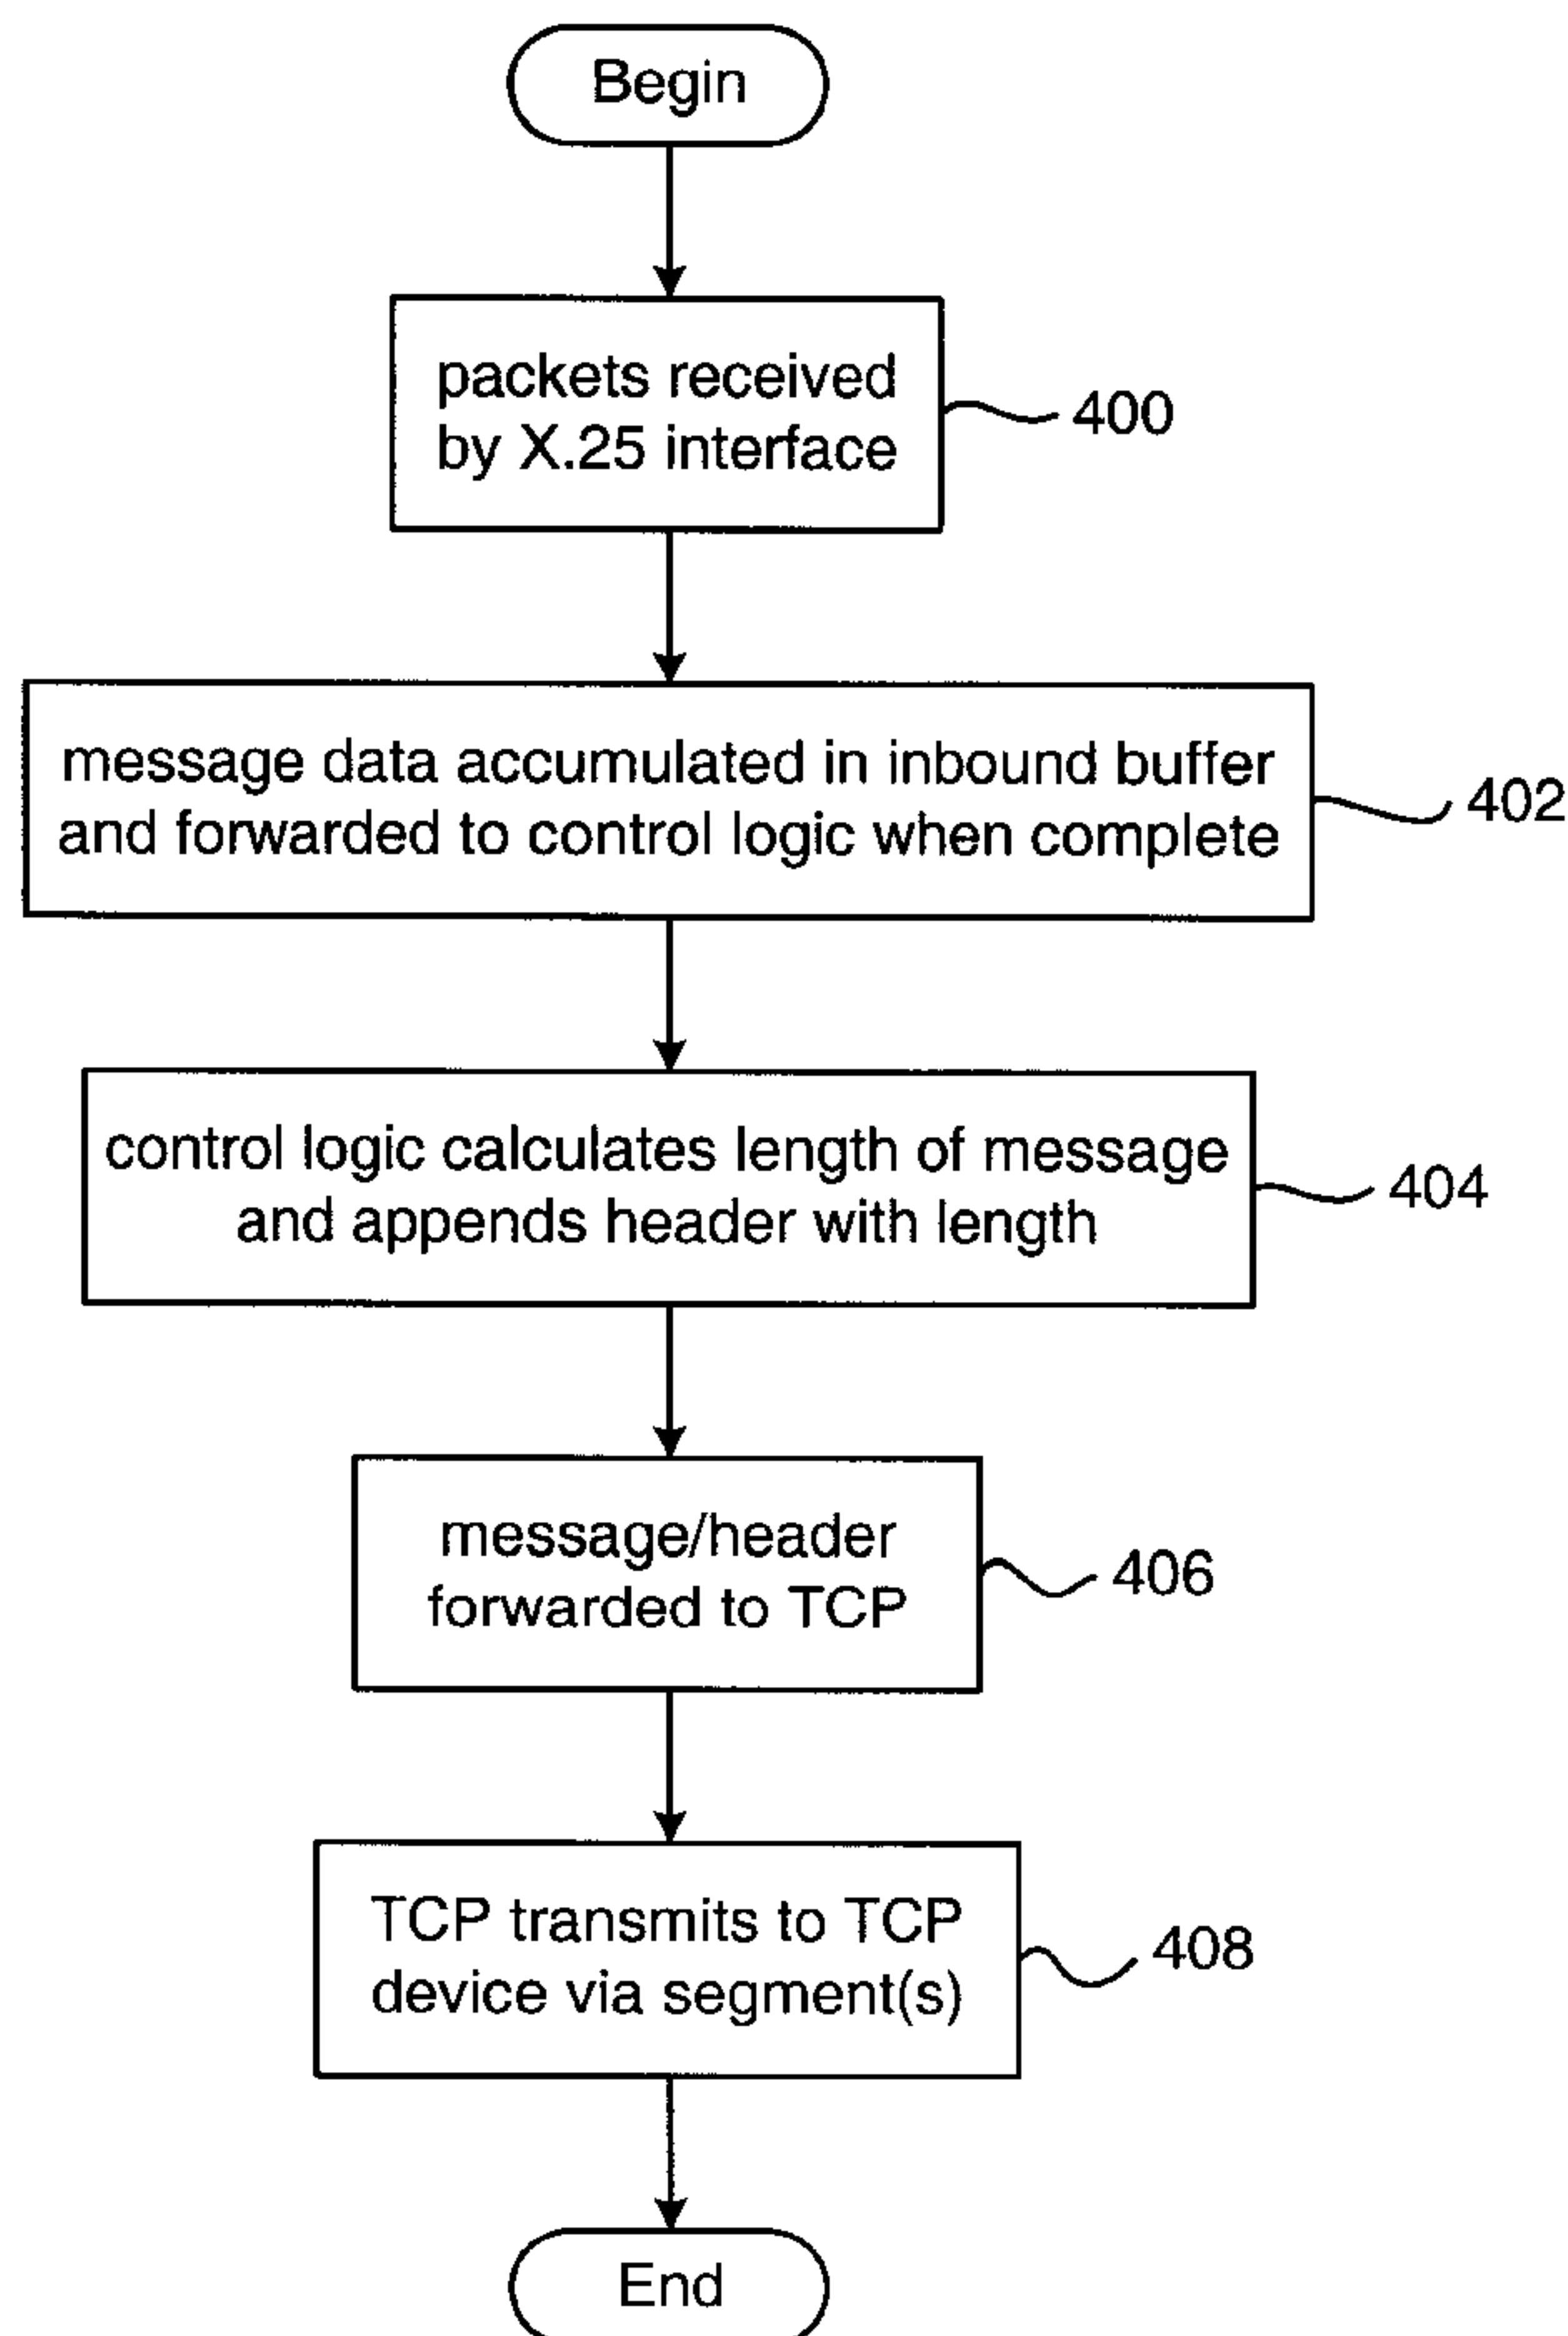 Begin
packets received
by X.25 interface
400
message data accumulated in inbound buffer
and forwarded to control logic when complete
402
control logic calculates length of message
and appends header with length
404
message/header
forwarded to TCP
406
TCP transmits to TCP
device via segment(s)
408
End